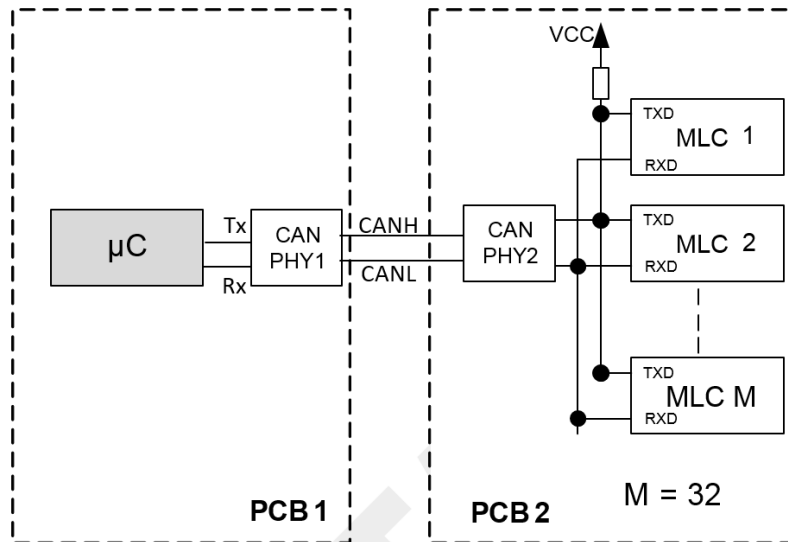 VCC
TXD
MLC 1
RXD
µC
Tx
Rx
CAN
PHY1
CANH
CANL
CAN
PHY2
TXD
MLC 2
RXD
TXD
MLC M
RXD
PCB 1
PCB 2
M = 32